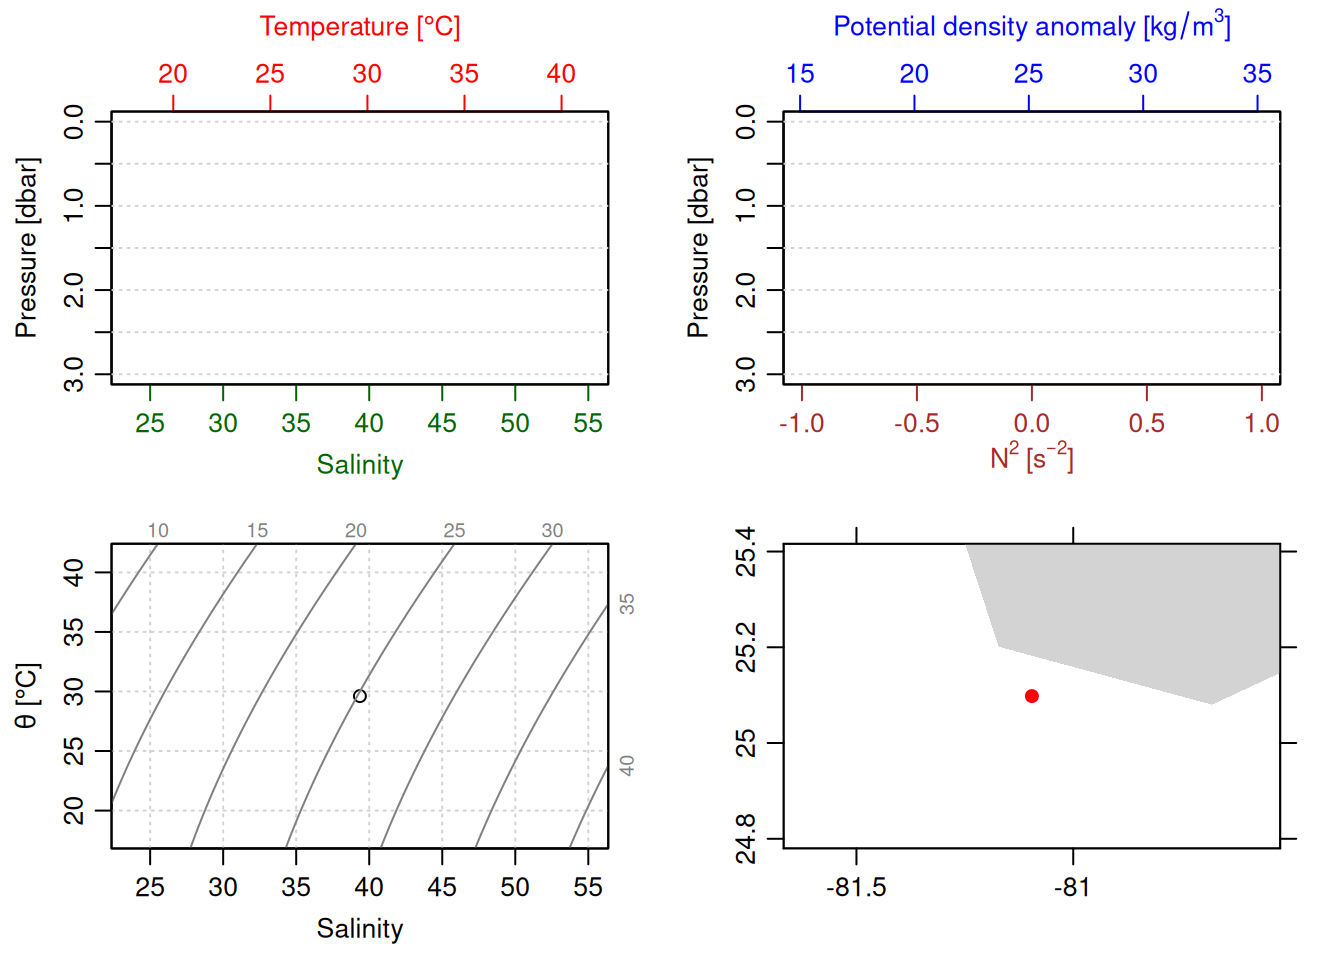 Temperature [°C]
20 25 30 35 40
0.0
1.0
2.0
3.0
Pressure [dbar]
25 30 35 40 45 50 55
Salinity
Potential density anomaly [kg/m³]
15 20 25 30 35
0.0
1.0
2.0
3.0
Pressure [dbar]
-1.0 -0.5 0.0 0.5 1.0
N² [s⁻²]
10 15 20 25 30
35
40
40
35
30
25
20
θ [°C]
25 30 35 40 45 50 55
Salinity
25.4
25.2
25
24.8
-81.5 -81